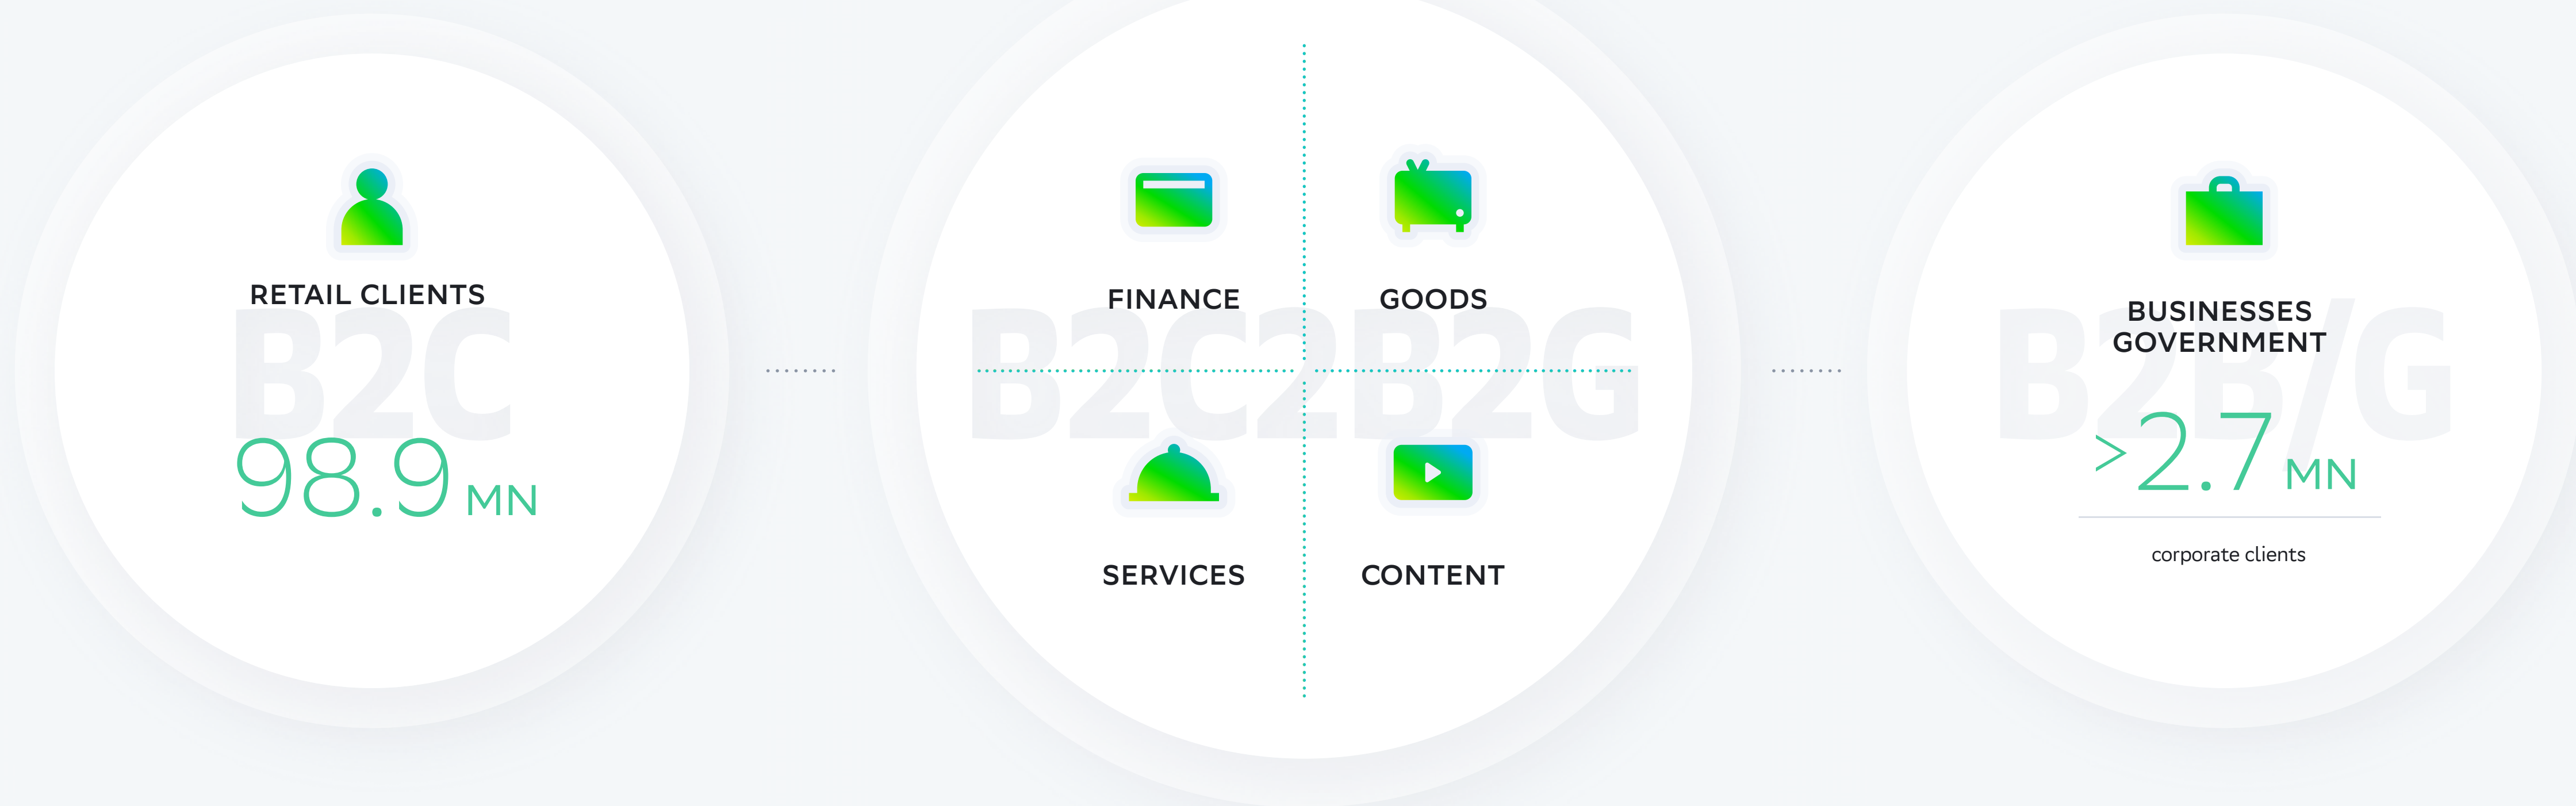 RETAIL CLIENTS
B2C
98.9 MN
FINANCE
GOODS
B2C2B2G
SERVICES
CONTENT
BUSINESSES
GOVERNMENT
B2B/G
>2.7 MN
corporate clients